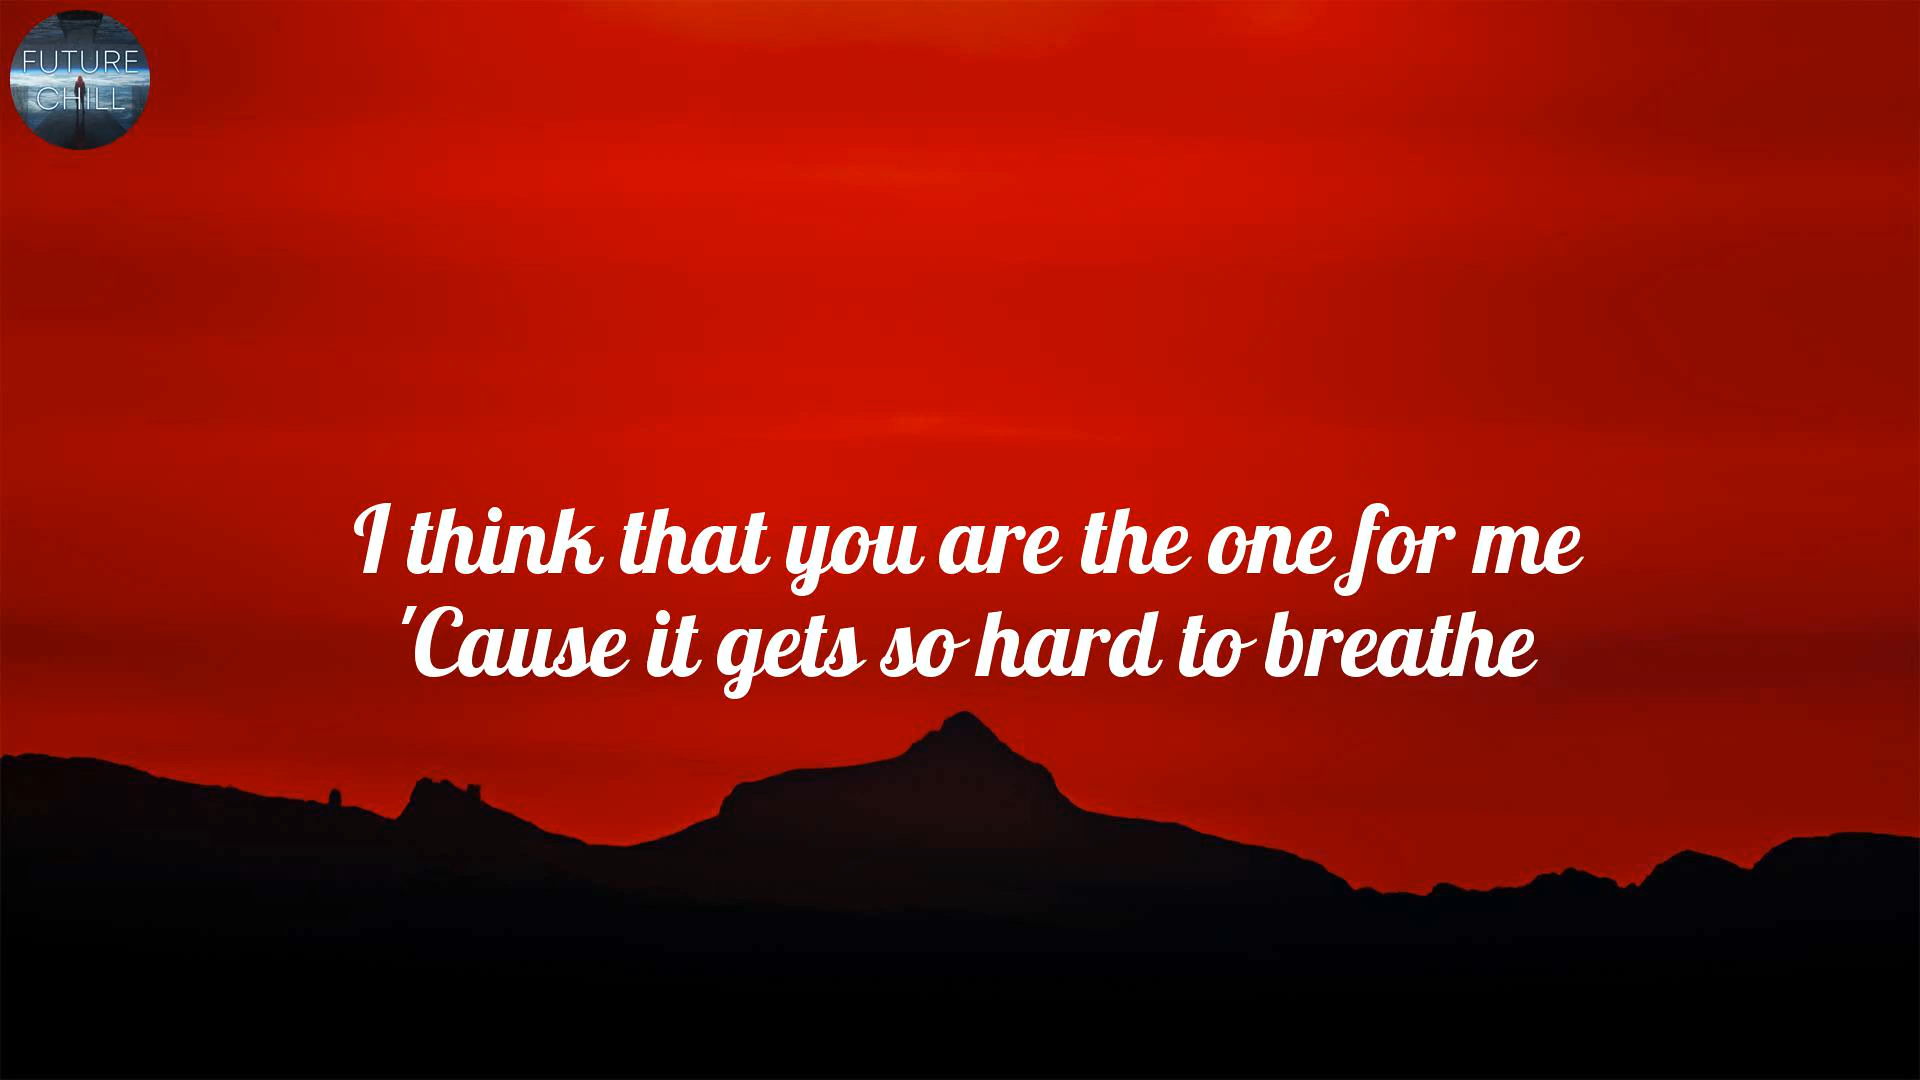 FUTURE
CHILL
I think that you are the one for me
'Cause it gets so hard to breathe